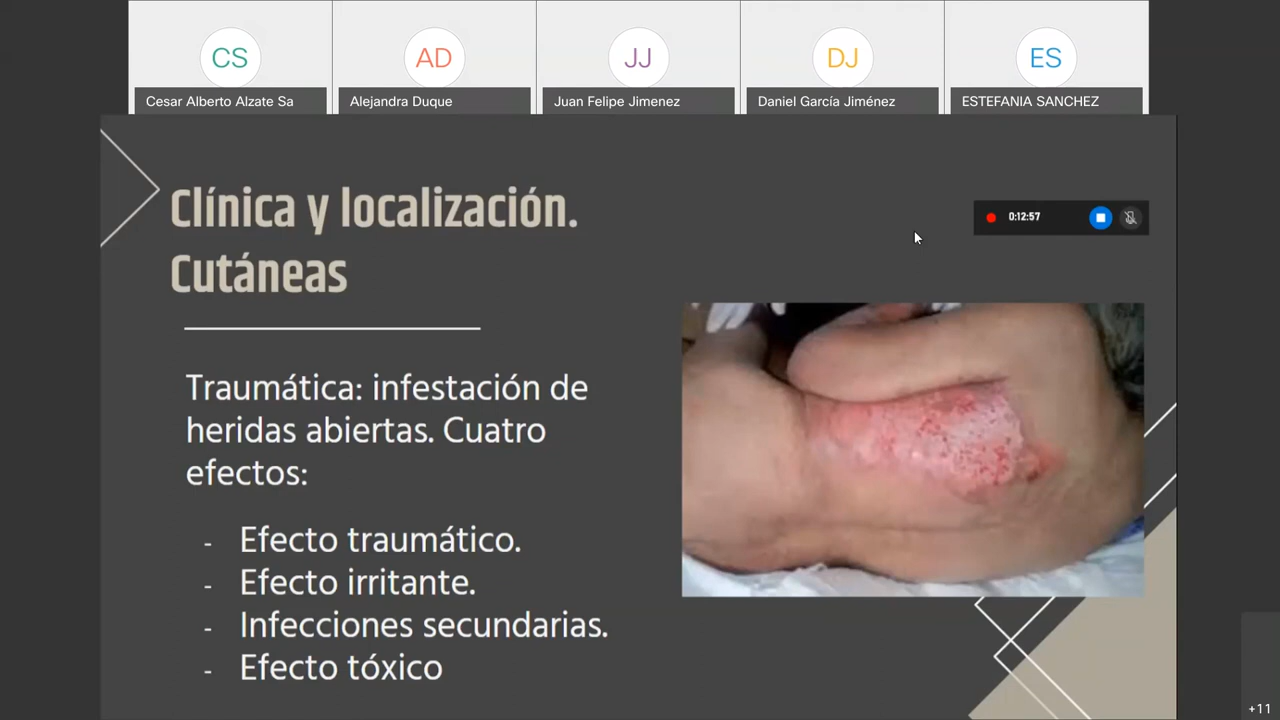 CS
AD
JJ
DJ
ES
Cesar Alberto Alzate Sa
Alejandra Duque
Juan Felipe Jimenez
Daniel García Jiménez
ESTEFANIA SANCHEZ
Clínica y localización.
Cutáneas
0:12:57
Traumática: infestación de
heridas abiertas. Cuatro
efectos:
- Efecto traumático.
- Efecto irritante.
- Infecciones secundarias.
- Efecto tóxico
+11